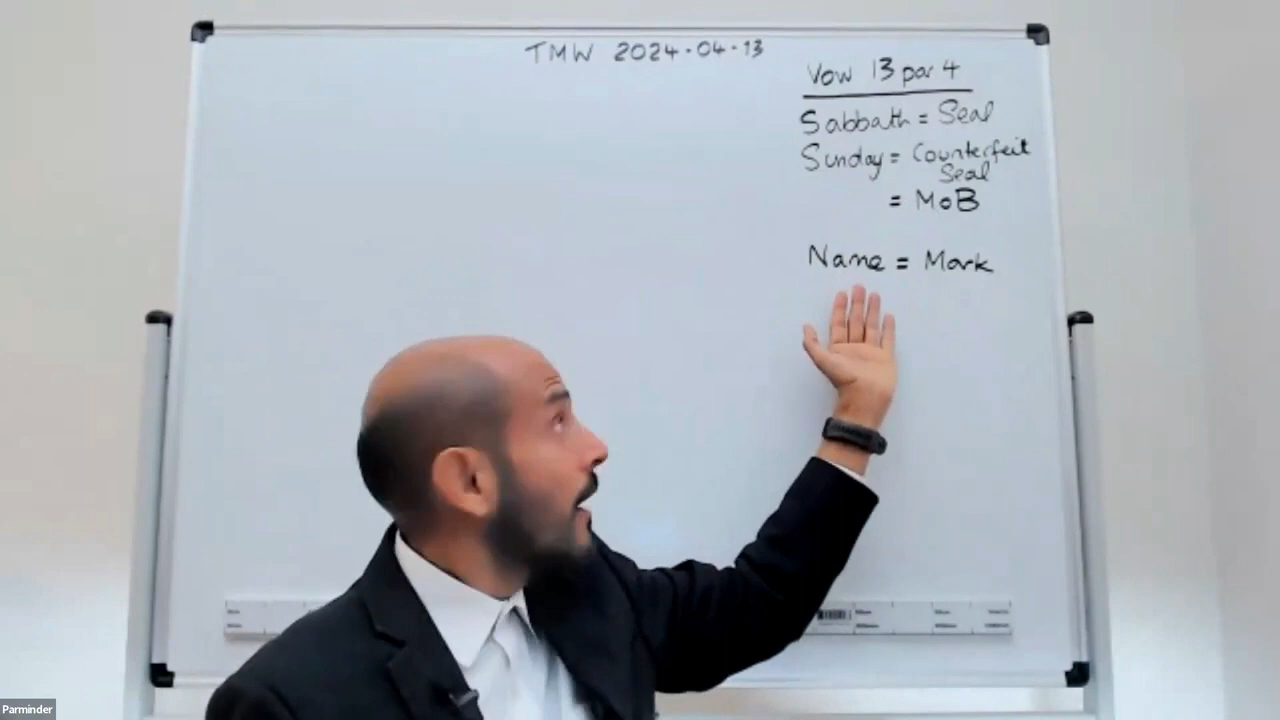 TMW 2024-04-13
Vow 13 par 4
Sabbath = Seal
Sunday = Counterfeit
Seal
= MoB
Name = Mark
Parminder